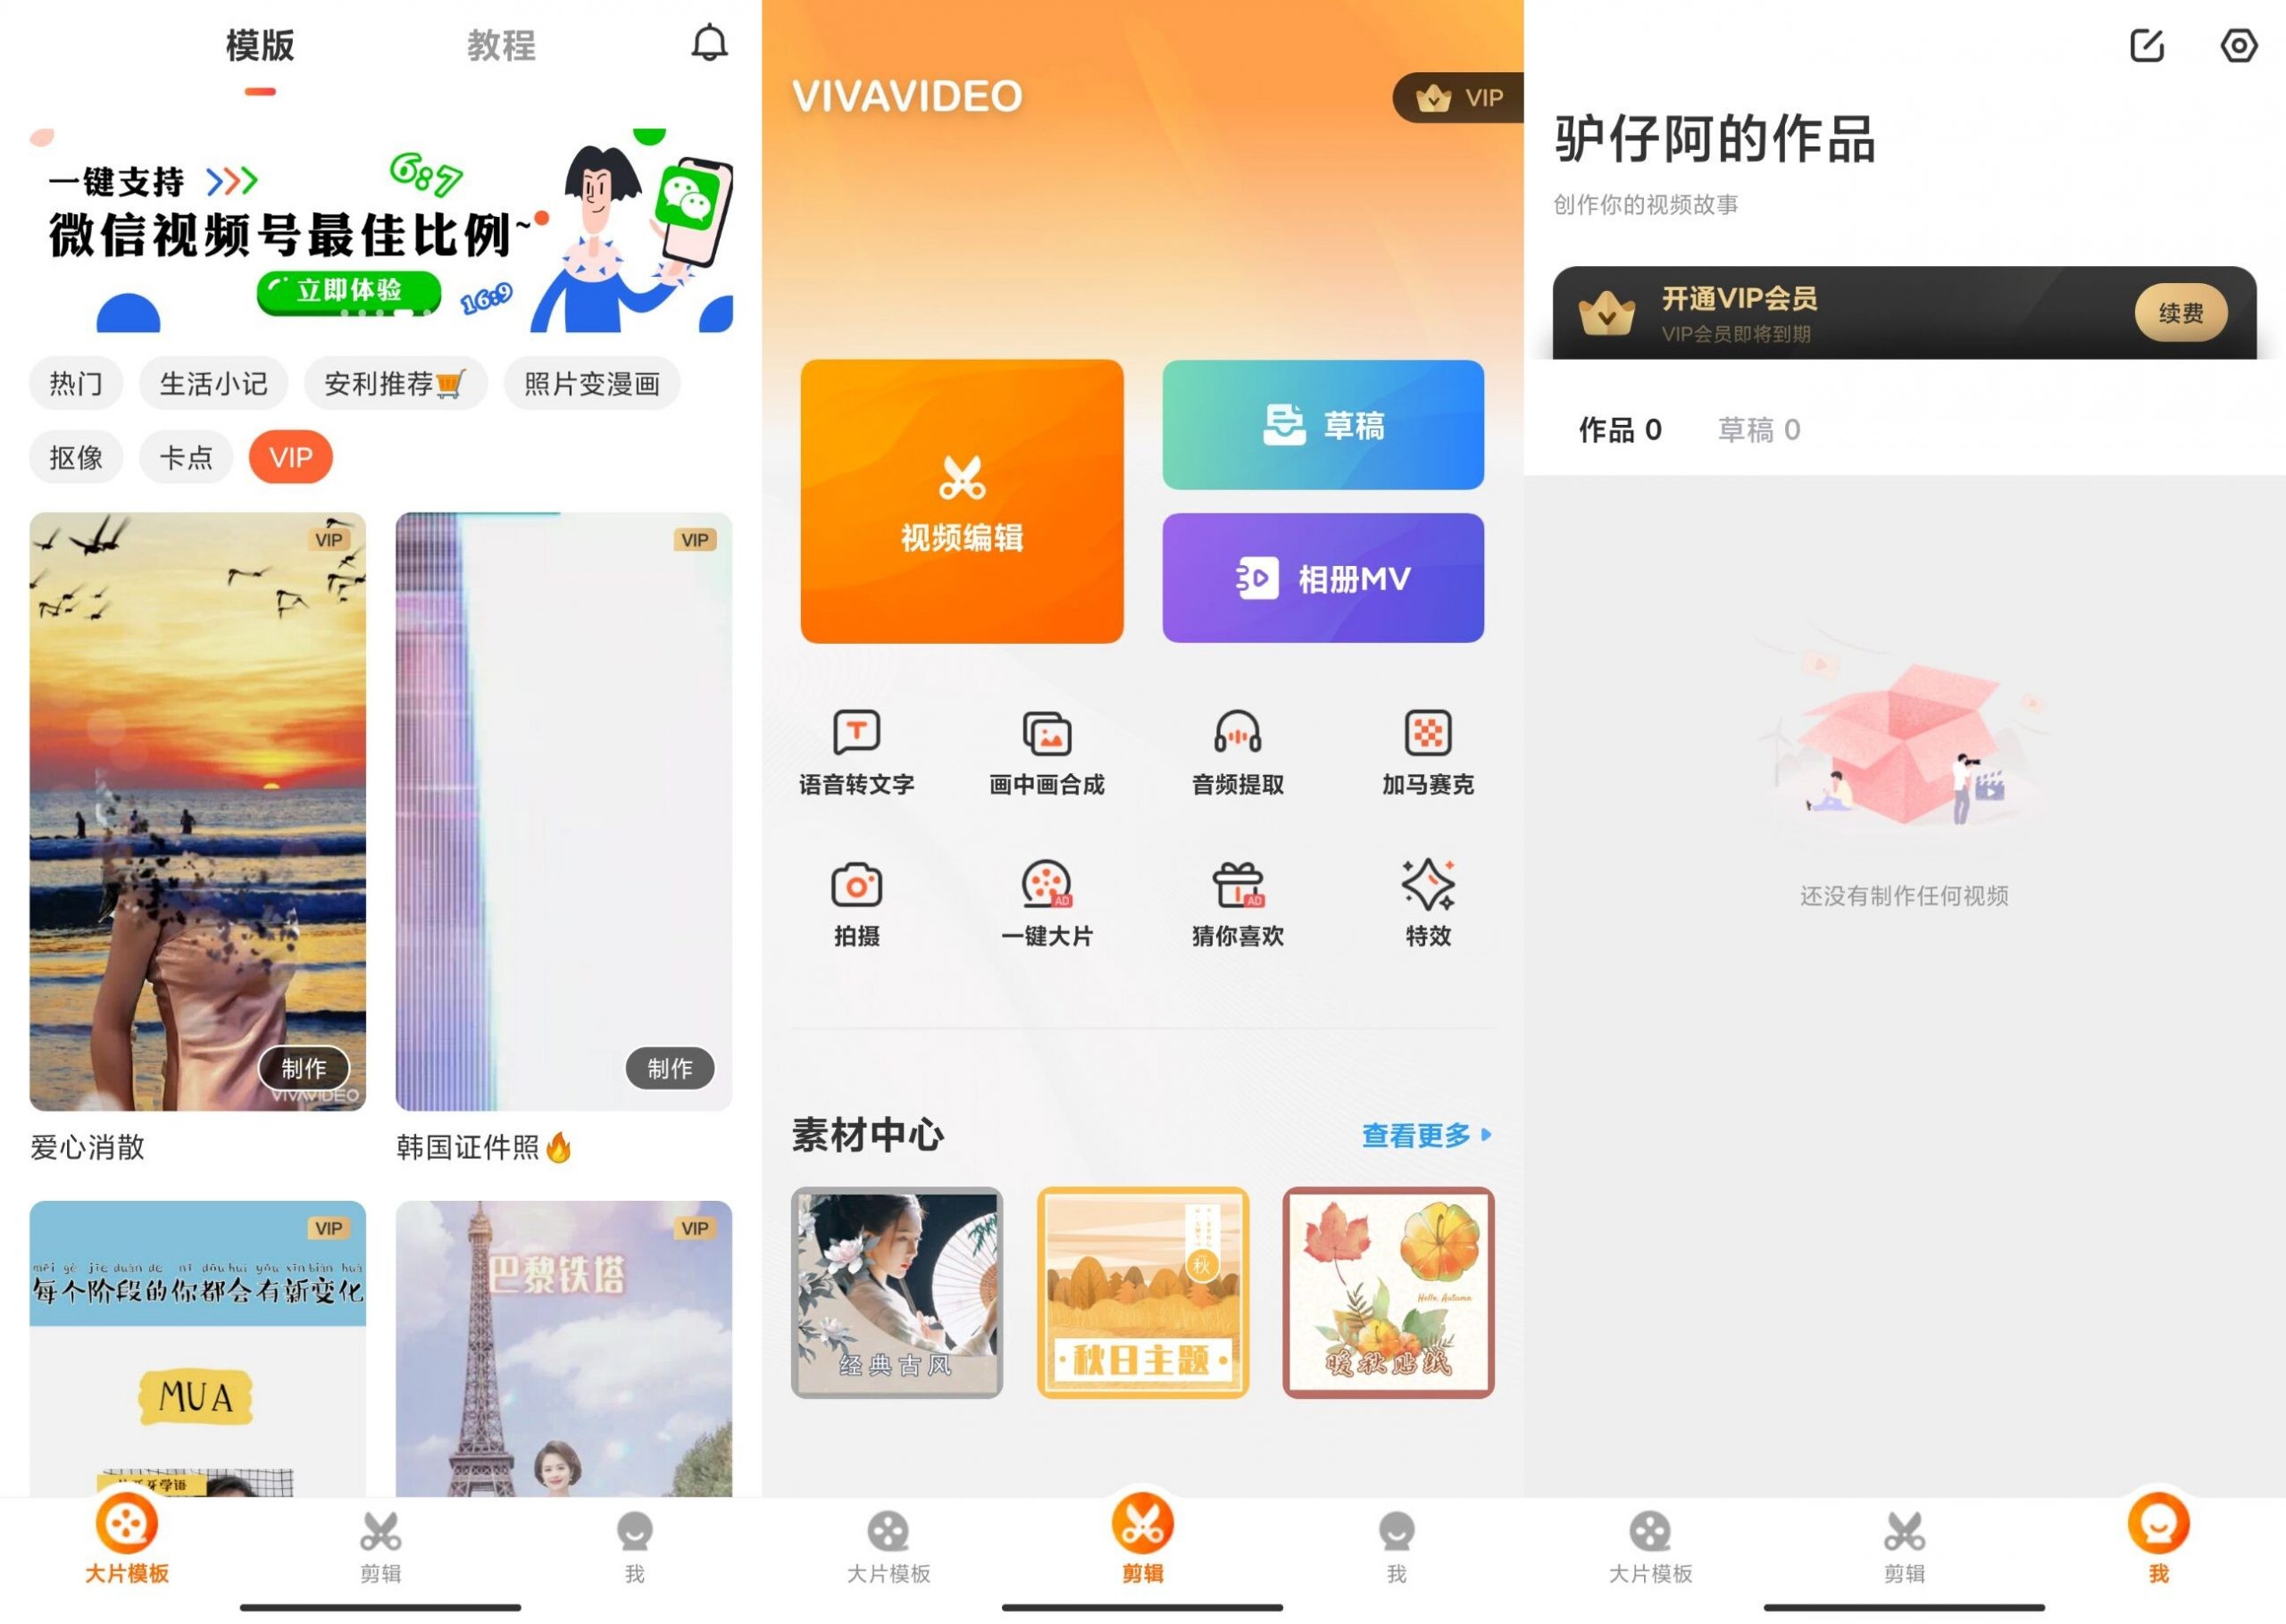 模版
教程
一键支持
6:7
微信视频号最佳比例~
立即体验
16:9
热门
生活小记
安利推荐
照片变漫画
抠像
卡点
VIP
VIP
制作
VIVAVIDEO
爱心消散
VIP
制作
韩国证件照
VIP
měi gè jiē duàn de nǐ dōu huì yǒu xīn biàn huà
每个阶段的你都会有新变化
MUA
VIP
巴黎铁塔
大片模板
剪辑
我
VIVAVIDEO
VIP
视频编辑
草稿
相册MV
语音转文字
画中画合成
音频提取
加马赛克
拍摄
一键大片
AD
猜你喜欢
AD
特效
素材中心
查看更多
经典古风
秋
秋日主题
Hello, Autumn
暖秋贴纸
大片模板
剪辑
我
驴仔阿的作品
创作你的视频故事
开通VIP会员
VIP会员即将到期
续费
作品 0
草稿 0
还没有制作任何视频
大片模板
剪辑
我